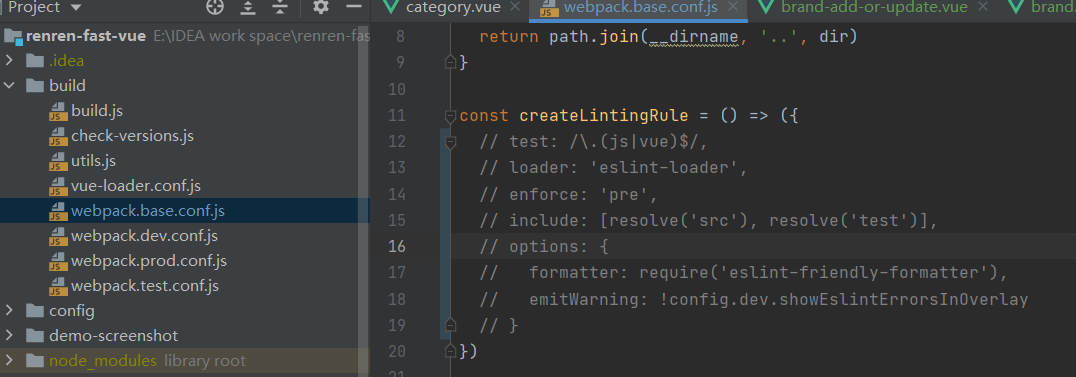 Project
category.vue
webpack.base.conf.js
brand-add-or-update.vue
brand.
renren-fast-vue E:\IDEA work space\renren-fast
.idea
build
build.js
check-versions.js
utils.js
vue-loader.conf.js
webpack.base.conf.js
webpack.dev.conf.js
webpack.prod.conf.js
webpack.test.conf.js
config
demo-screenshot
node_modules library root
8 return path.join(__dirname, '..', dir)
9 }
10
11 const createLintingRule = () => ({
12 // test: /\.(js|vue)$/,
13 // loader: 'eslint-loader',
14 // enforce: 'pre',
15 // include: [resolve('src'), resolve('test')],
16 // options: {
17 //   formatter: require('eslint-friendly-formatter'),
18 //   emitWarning: !config.dev.showEslintErrorsInOverlay
19 // }
20 })